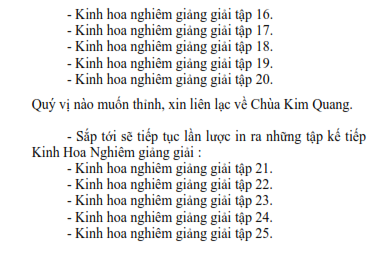 - Kinh hoa nghiêm giảng giải tập 16.
- Kinh hoa nghiêm giảng giải tập 17.
- Kinh hoa nghiêm giảng giải tập 18.
- Kinh hoa nghiêm giảng giải tập 19.
- Kinh hoa nghiêm giảng giải tập 20.
Quý vị nào muốn thỉnh, xin liên lạc về Chùa Kim Quang.
- Sắp tới sẽ tiếp tục lần lược in ra những tập kế tiếp
Kinh Hoa Nghiêm giảng giải :
- Kinh hoa nghiêm giảng giải tập 21.
- Kinh hoa nghiêm giảng giải tập 22.
- Kinh hoa nghiêm giảng giải tập 23.
- Kinh hoa nghiêm giảng giải tập 24.
- Kinh hoa nghiêm giảng giải tập 25.